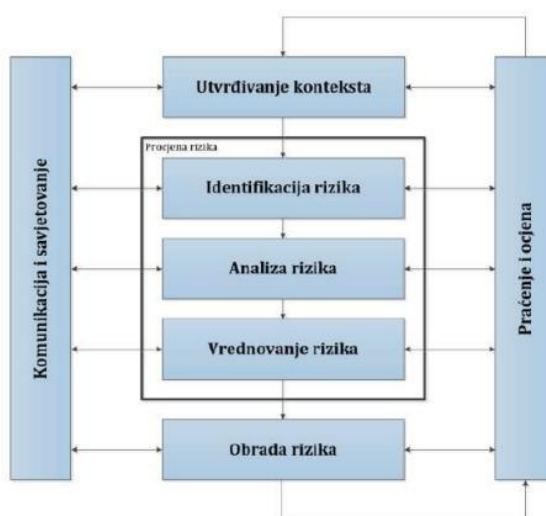 Utvrđivanje konteksta
Procjena rizika
Identifikacija rizika
Analiza rizika
Vrednovanje rizika
Obrada rizika
Komunikacija i savjetovanje
Praćenje i ocjena